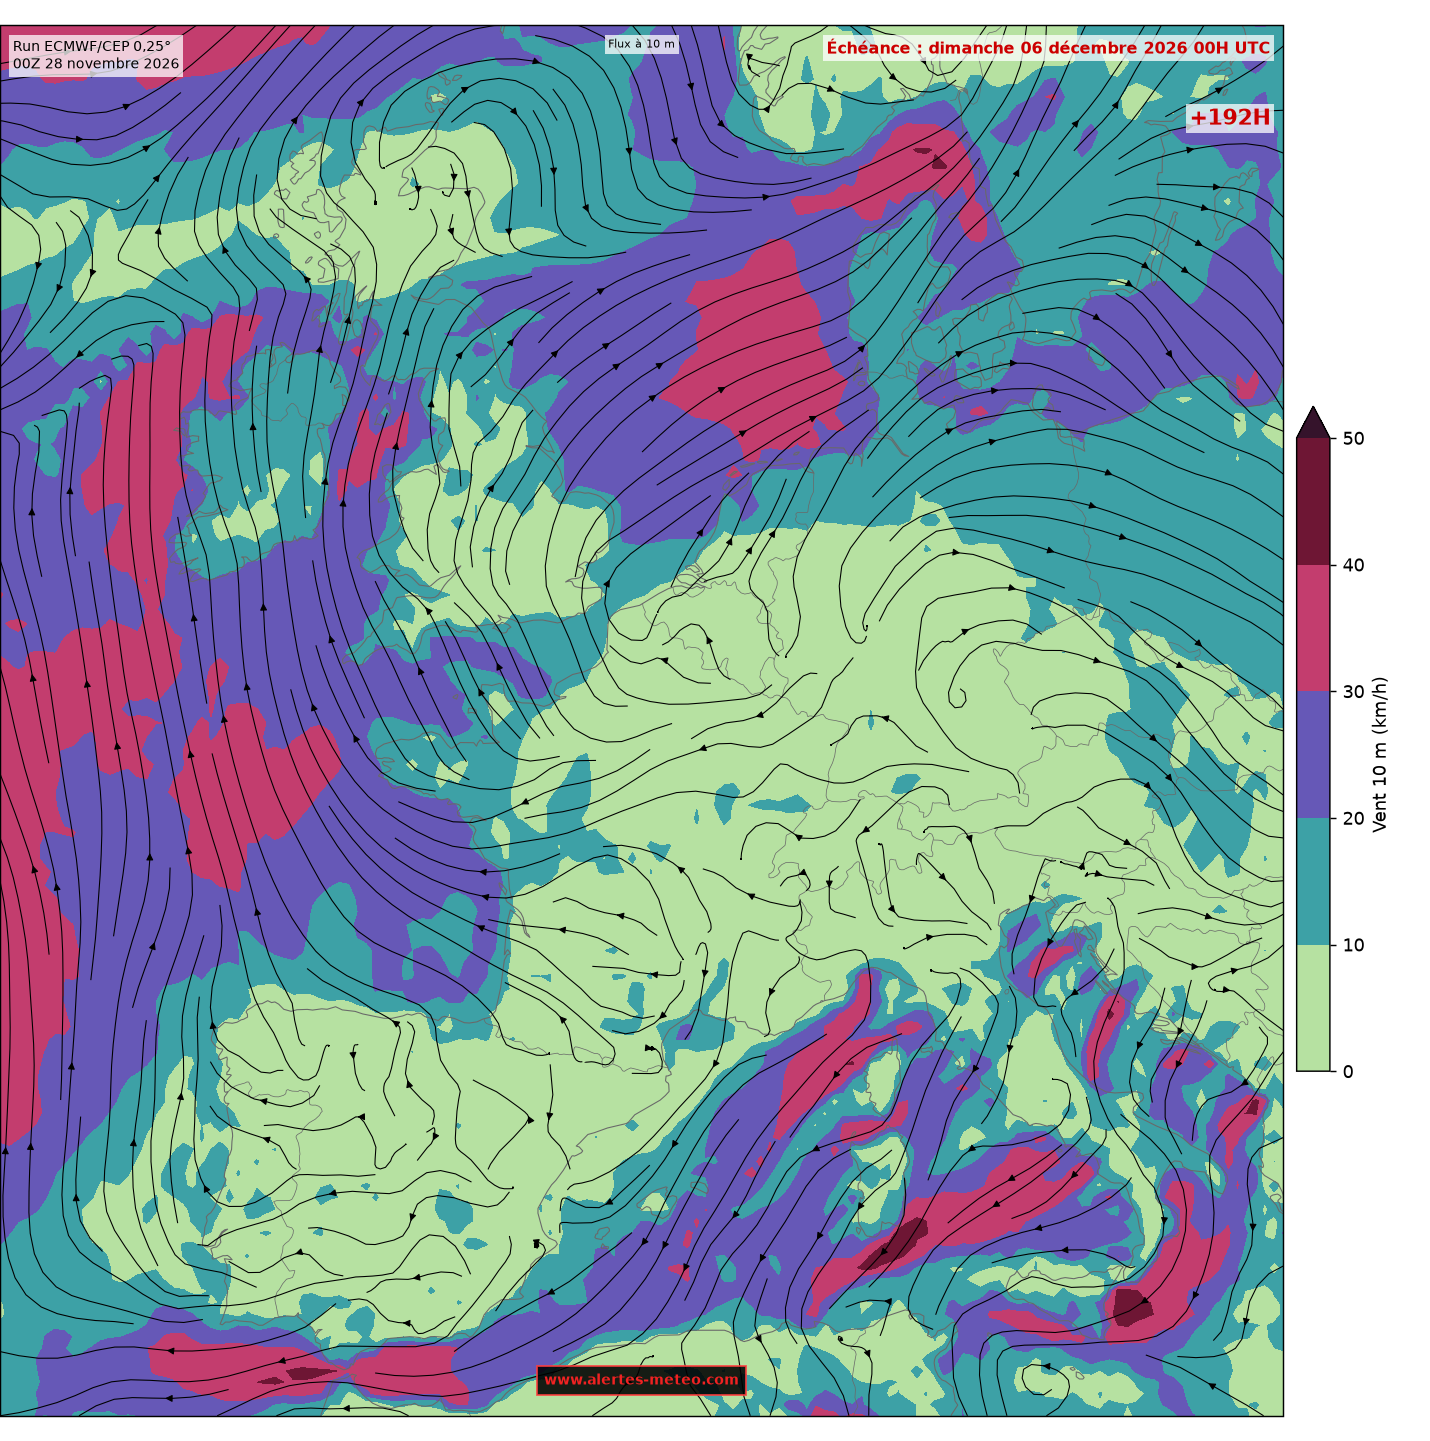 Run ECMWF/CEP 0,25°
00Z 28 novembre 2026
Flux à 10 m
Échéance : dimanche 06 décembre 2026 00H UTC
+192H
50
40
30
20
10
0
Vent 10 m (km/h)
www.alertes-meteo.com